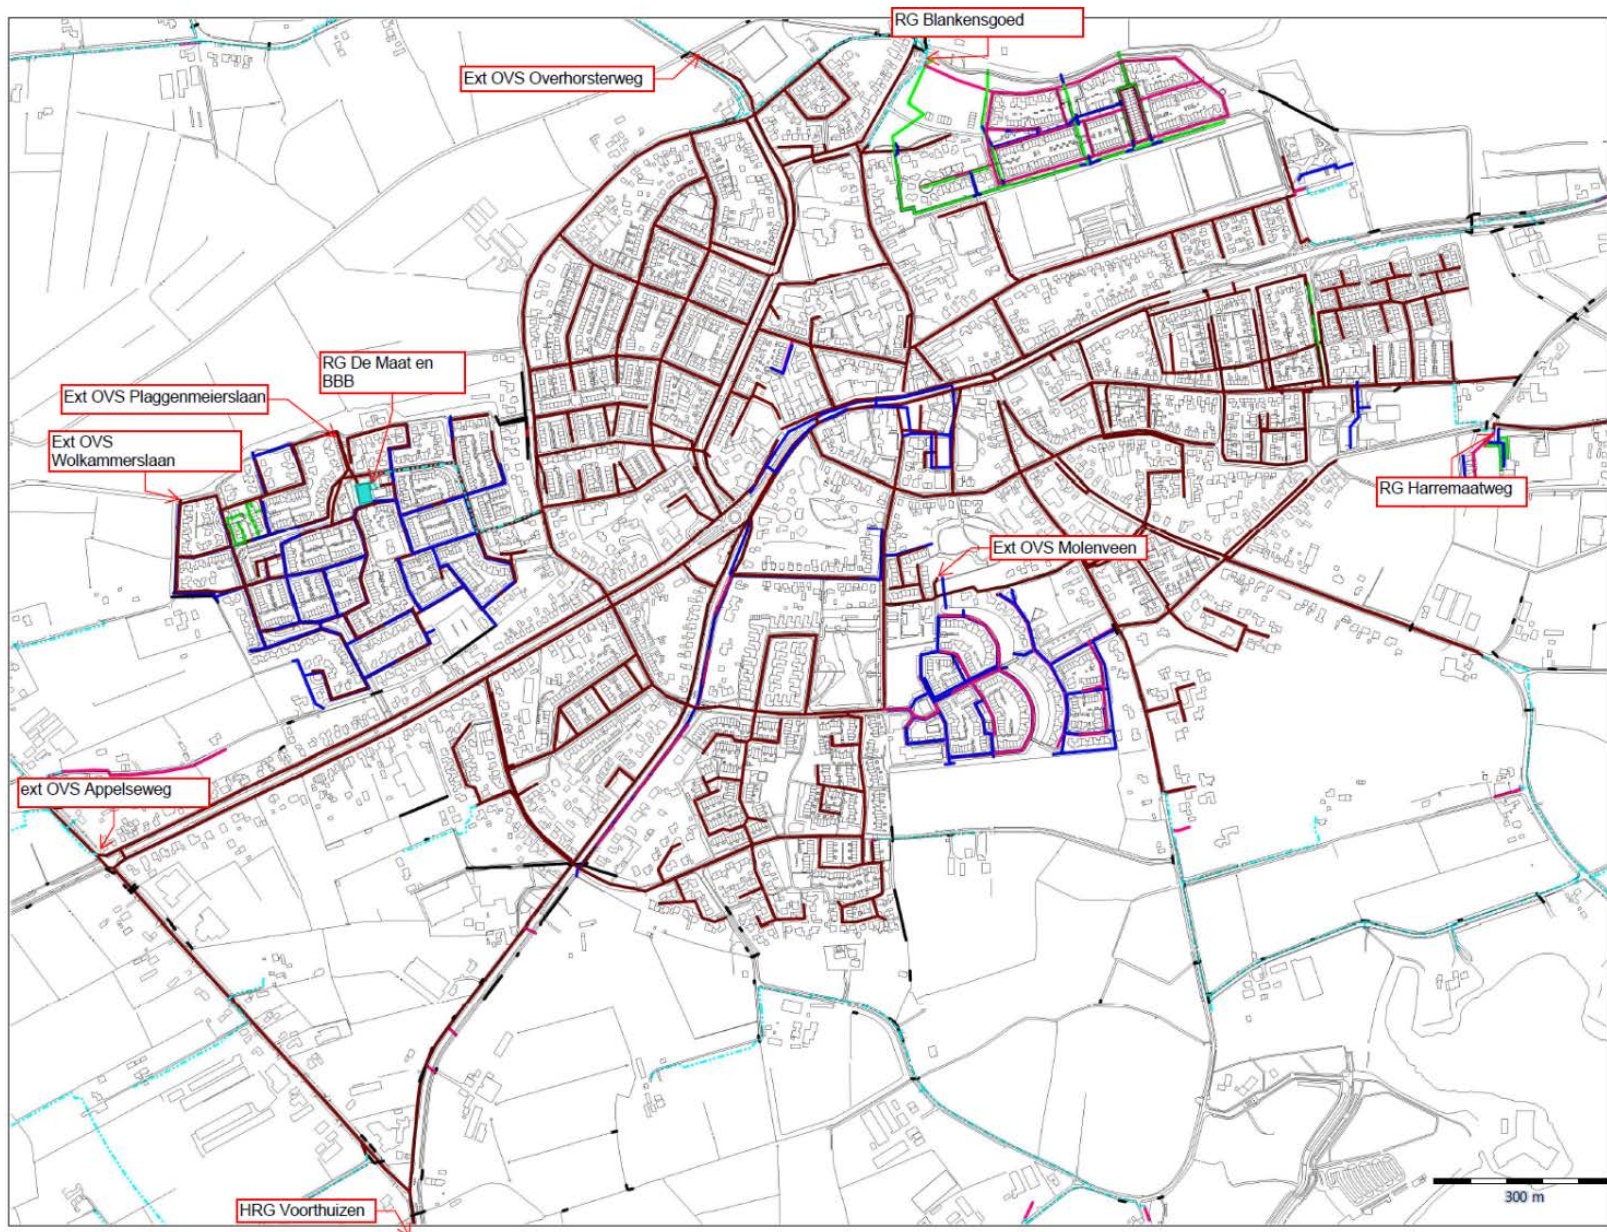 RG Blankensgoed
Ext OVS Overhorsterweg
RG De Maat en
BBB
Ext OVS Plaggenmeierslaan
Ext OVS
Wolkammerslaan
RG Harremaatweg
Ext OVS Molenveen
ext OVS Appelseweg
HRG Voorthuizen
300 m